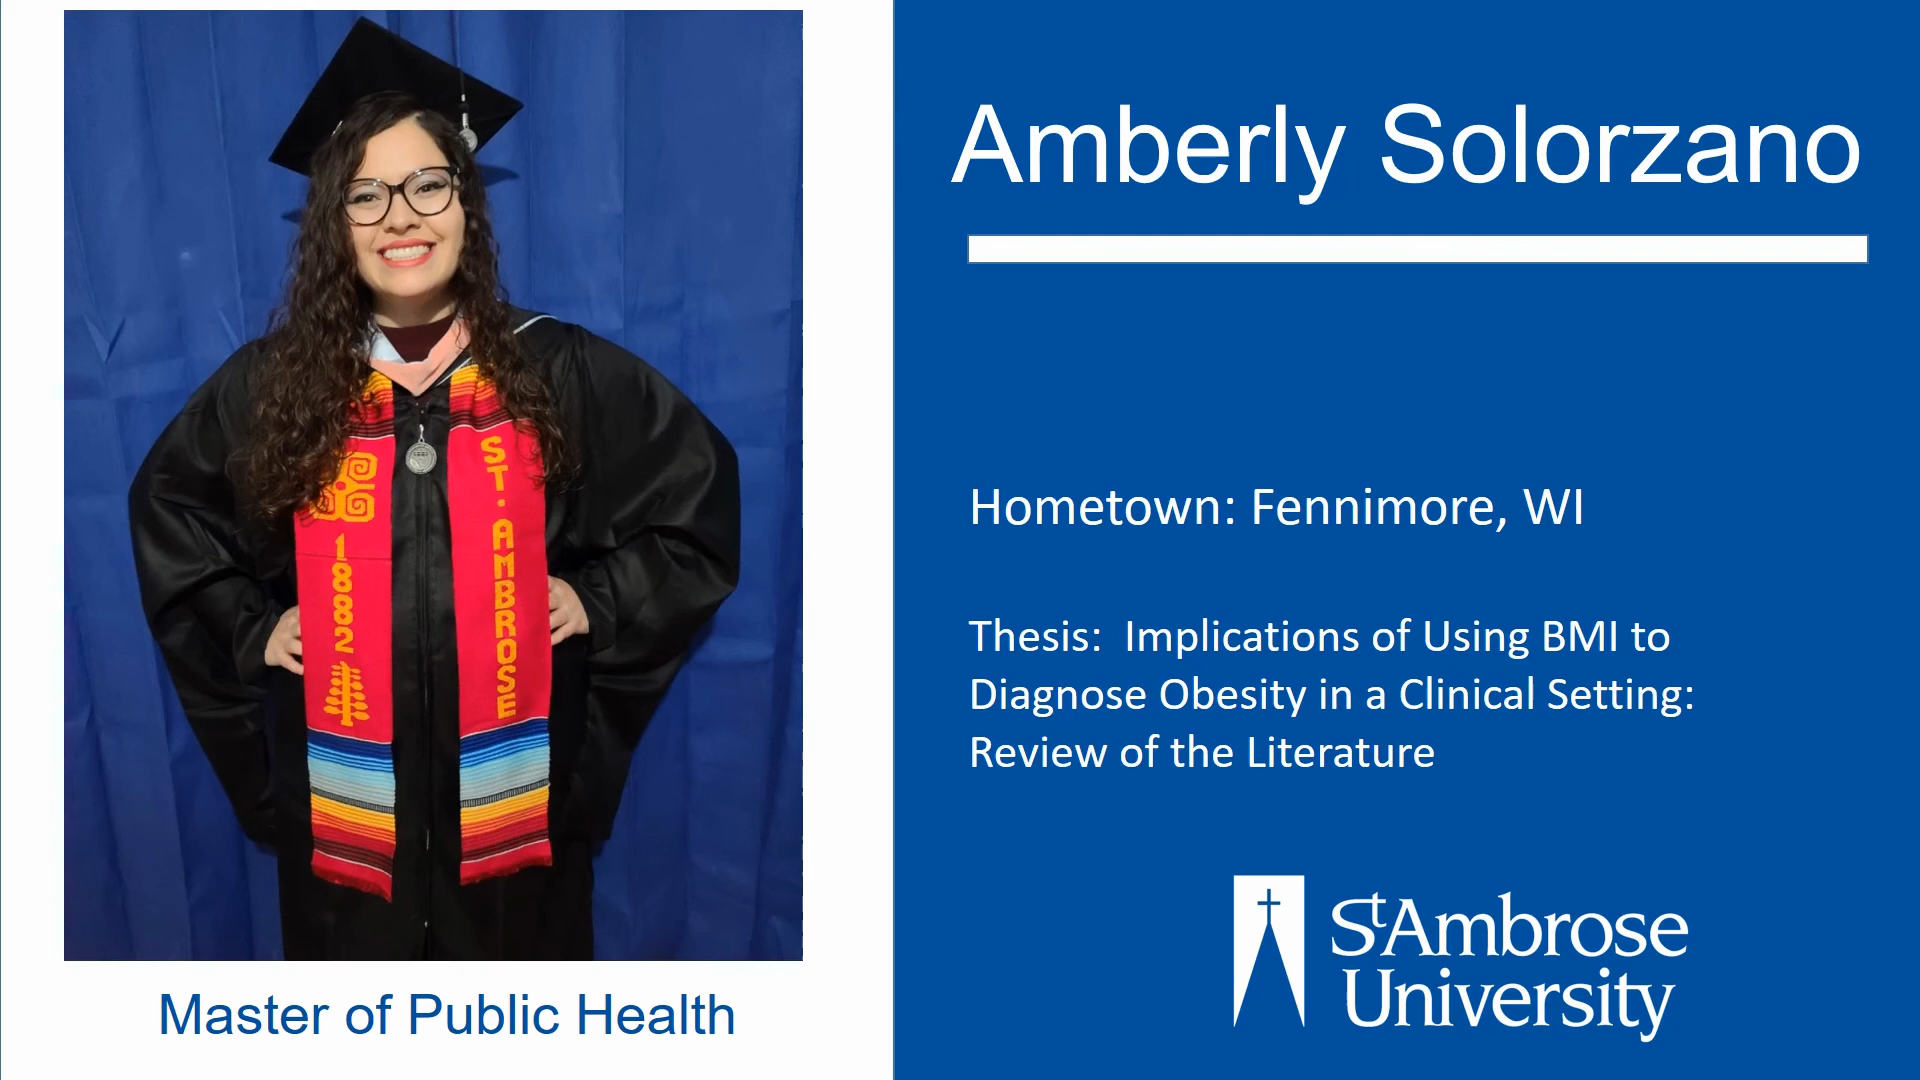 Amberly Solorzano
1882
ST. AMBROSE
Hometown: Fennimore, WI
Thesis:  Implications of Using BMI to
Diagnose Obesity in a Clinical Setting:
Review of the Literature
Master of Public Health
St Ambrose
University